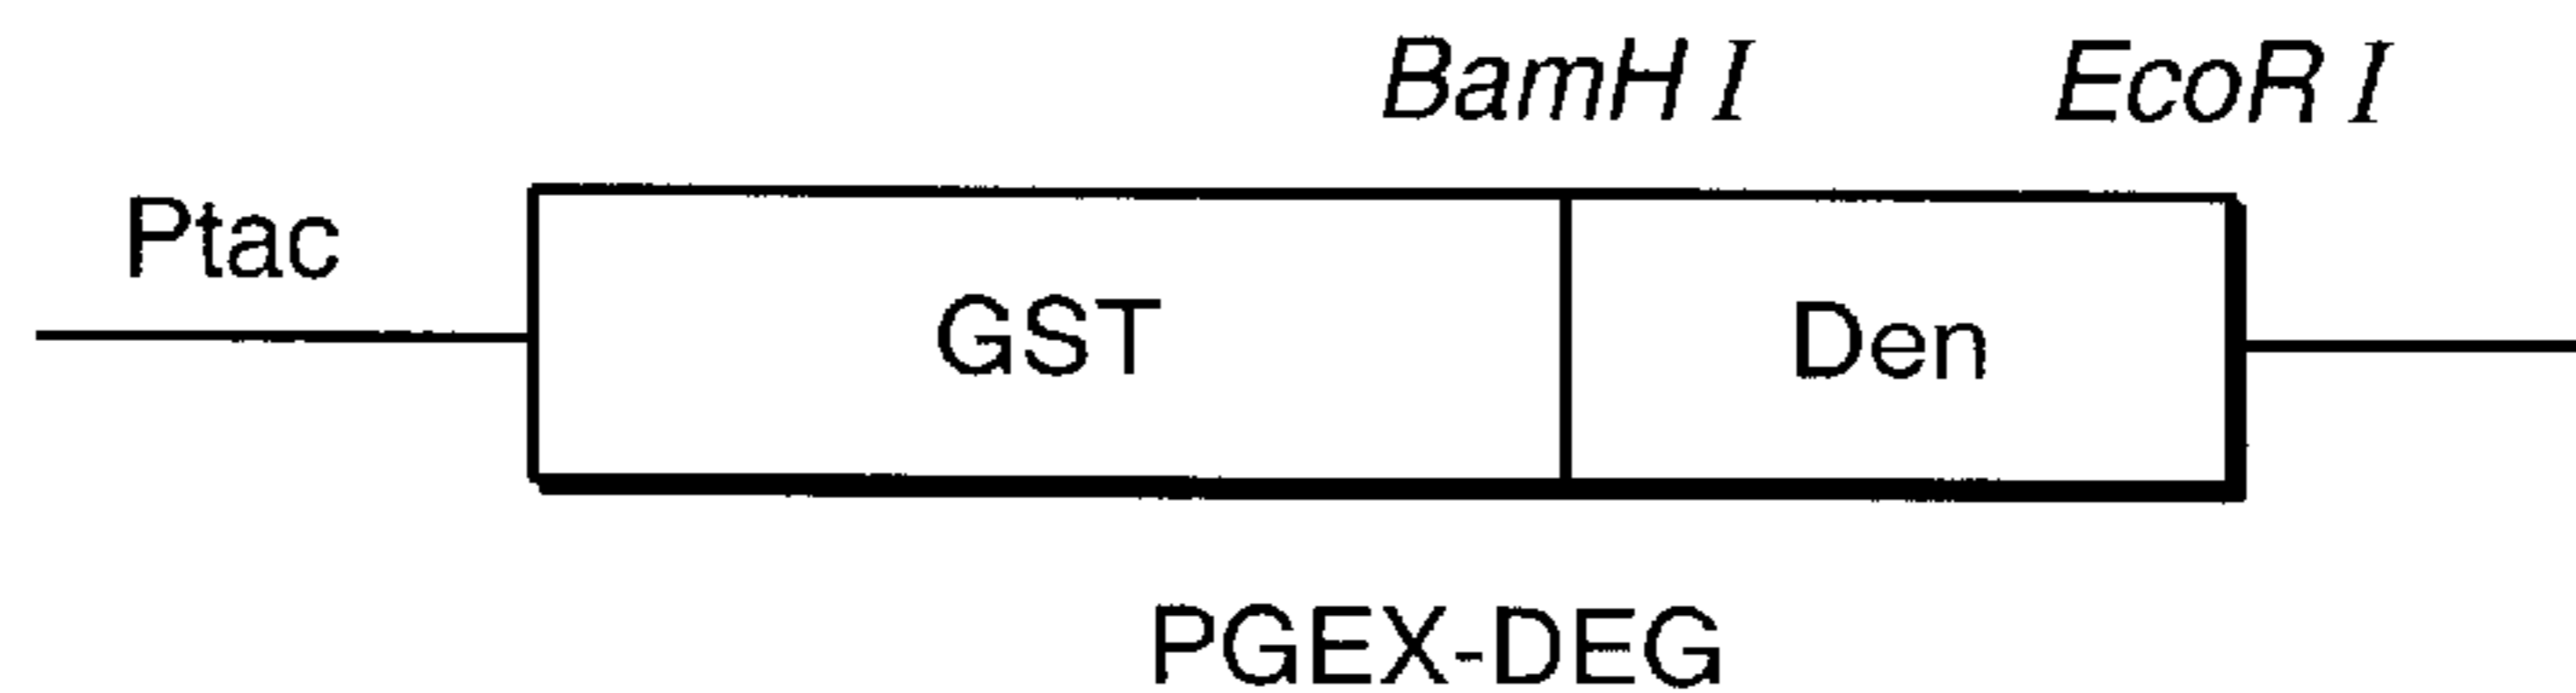 BamH I EcoR I
Ptac
GST Den
PGEX-DEG